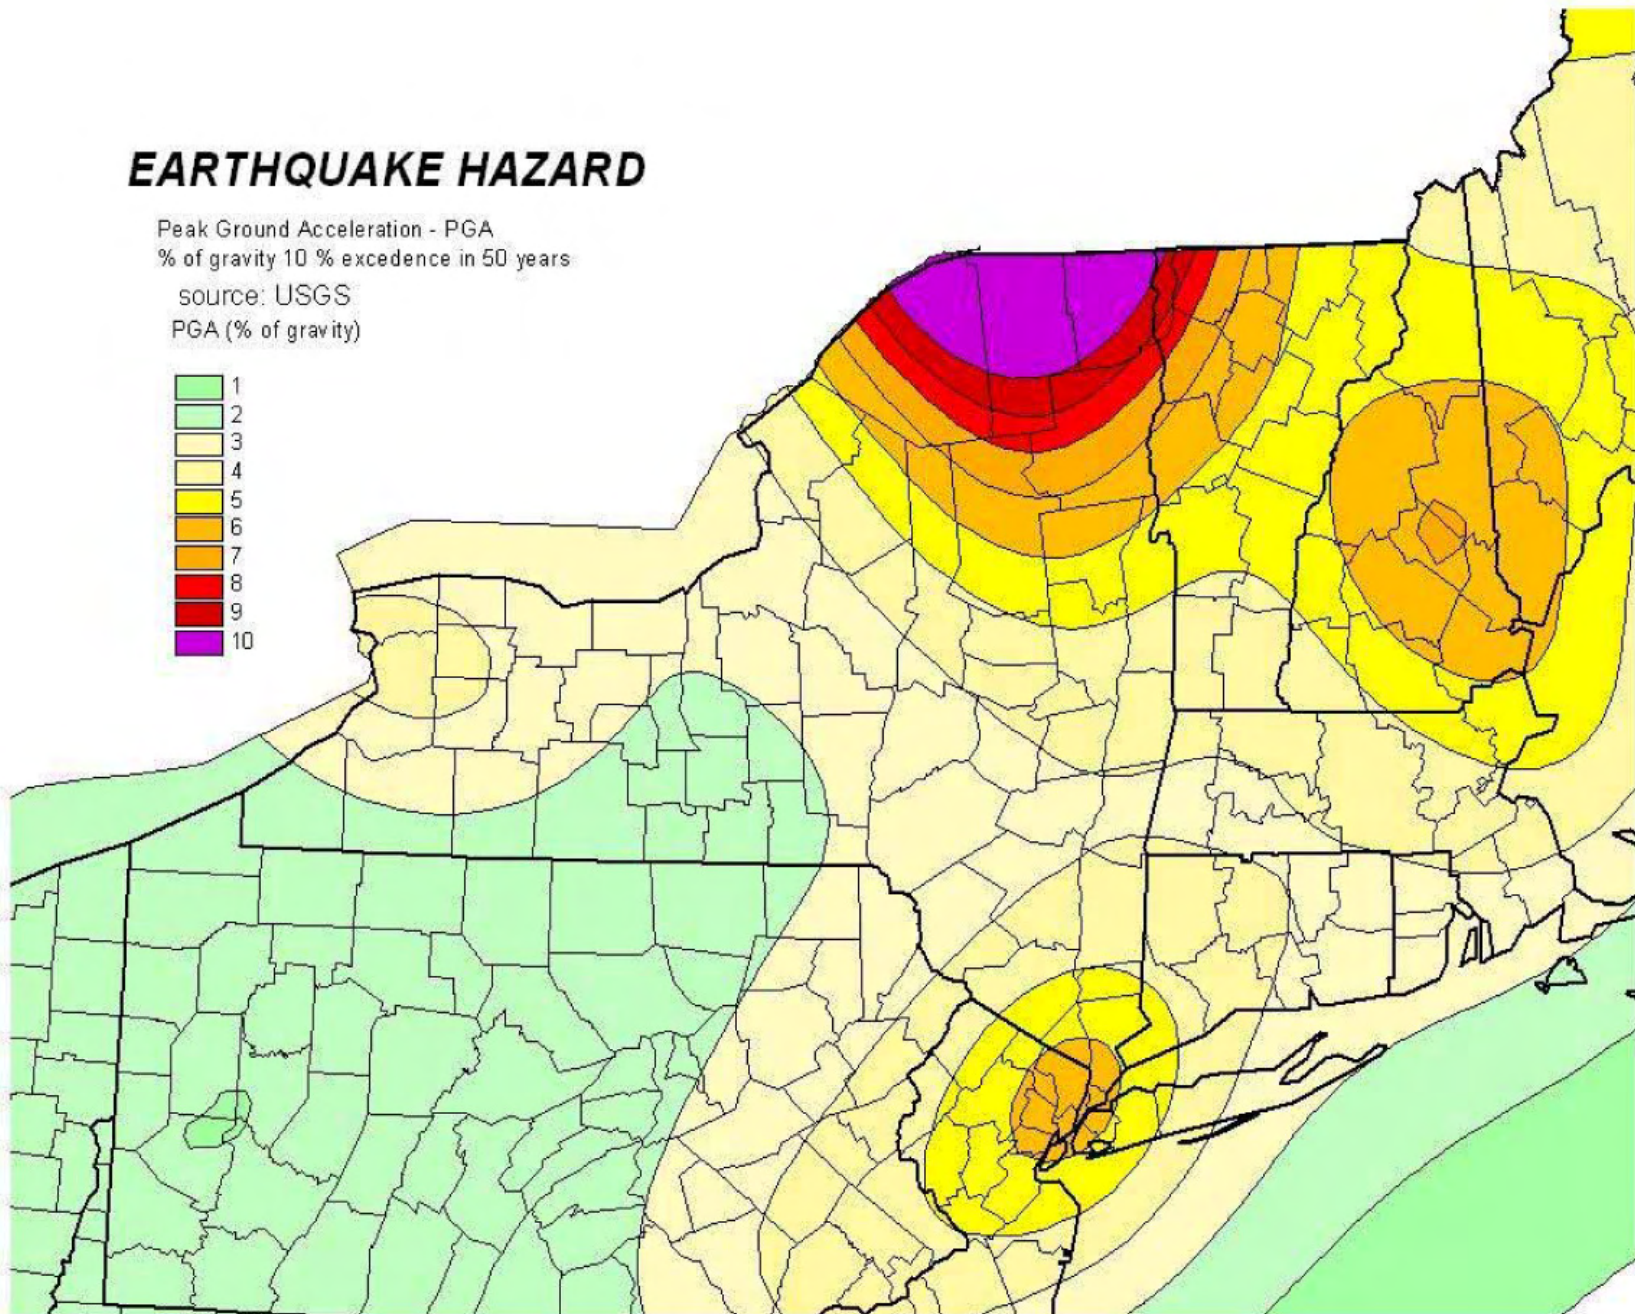 EARTHQUAKE HAZARD
Peak Ground Acceleration - PGA
% of gravity 10 % excedence in 50 years
source: USGS
PGA (% of gravity)
1
2
3
4
5
6
7
8
9
10